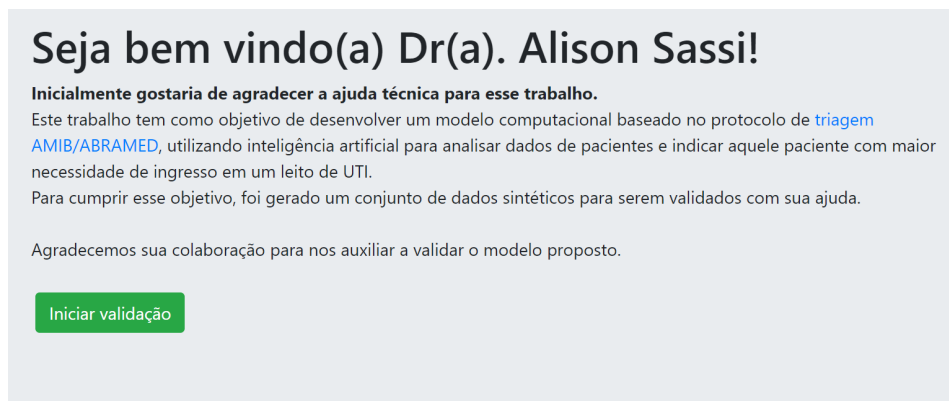 Seja bem vindo(a) Dr(a). Alison Sassi!
Inicialmente gostaria de agradecer a ajuda técnica para esse trabalho.
Este trabalho tem como objetivo de desenvolver um modelo computacional baseado no protocolo de triagem
AMIB/ABRAMED, utilizando inteligência artificial para analisar dados de pacientes e indicar aquele paciente com maior
necessidade de ingresso em um leito de UTI.
Para cumprir esse objetivo, foi gerado um conjunto de dados sintéticos para serem validados com sua ajuda.
Agradecemos sua colaboração para nos auxiliar a validar o modelo proposto.
Iniciar validação